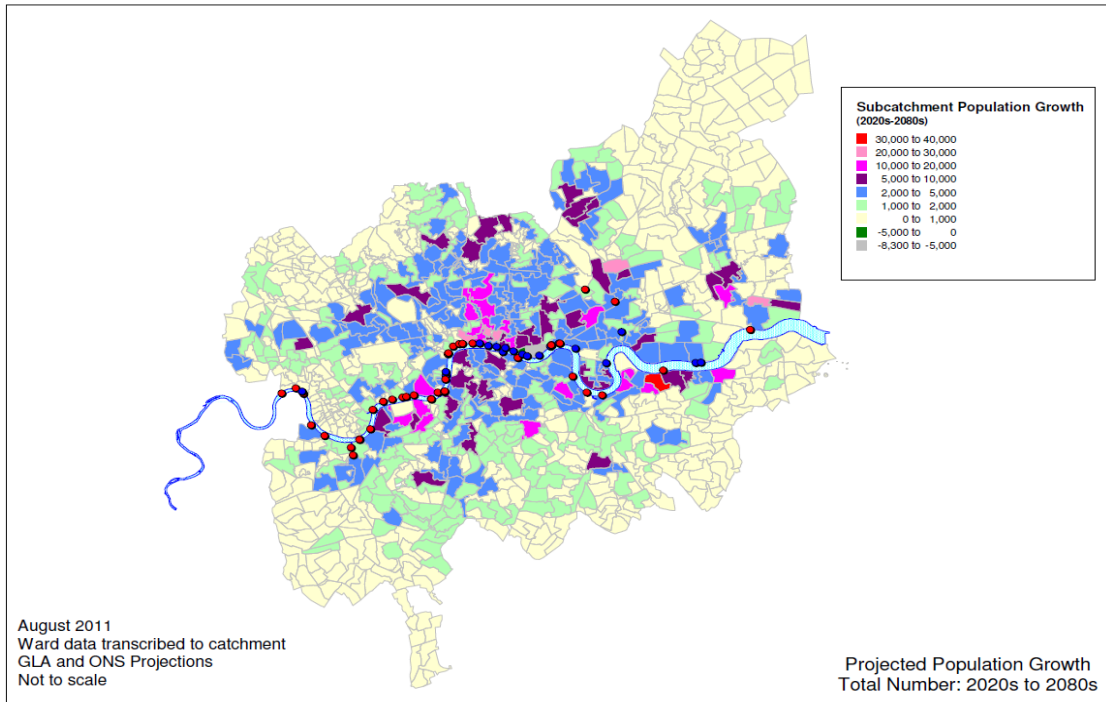 Subcatchment Population Growth
(2020s-2080s)
30,000 to 40,000
20,000 to 30,000
10,000 to 20,000
5,000 to 10,000
2,000 to 5,000
1,000 to 2,000
0 to 1,000
-5,000 to 0
-8,300 to -5,000
August 2011
Ward data transcribed to catchment
GLA and ONS Projections
Not to scale
Projected Population Growth
Total Number: 2020s to 2080s